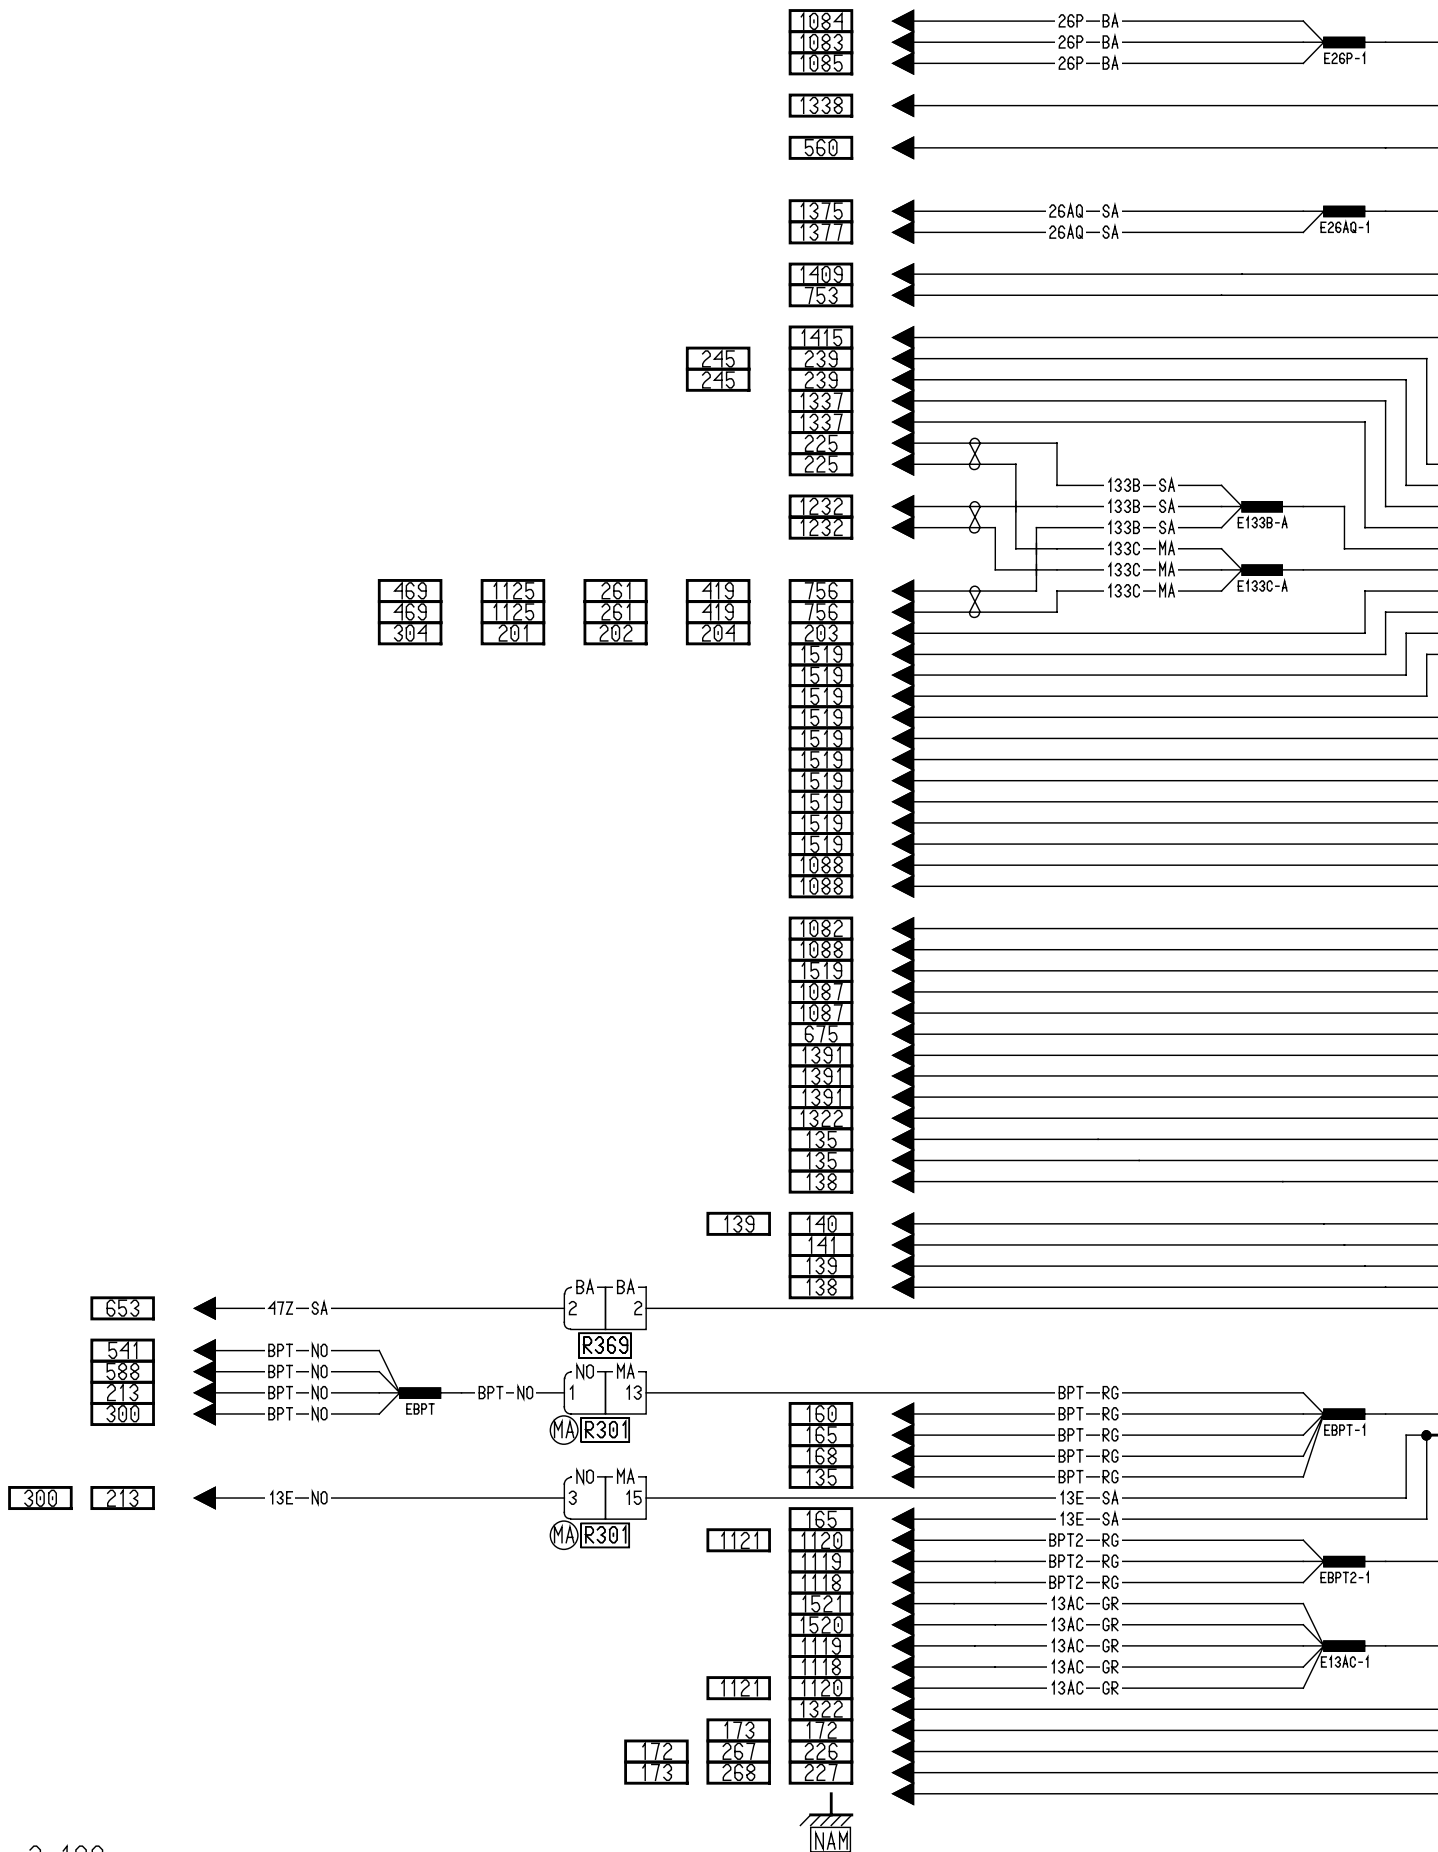 1084 26P BA
1083 26P BA
1085 26P BA
E26P-1
1338
560
1375 26AQ SA
1377 26AQ SA
E26AQ-1
1409
753
1415
245 239
245 239
1337
1337
225
225
133B SA
1232 133B SA
1232 133B SA
E133B-A
133C MA
133C MA
469 1125 261 419 756 133C MA
E133C-A
469 1125 261 419 756
304 201 202 204 203
1519
1519
1519
1519
1519
1519
1519
1519
1519
1519
1088
1088
1082
1088
1519
1087
1087
675
1391
1391
1391
1322
135
135
138
139 140
141
139
138
BA BA
653 47Z SA 2 2
R369
541 BPT NO
588 BPT NO
NO MA
213 BPT NO BPT-NO 1 13 BPT RG
EBPT
300 BPT NO
160 BPT RG
MA R301
165 BPT RG
EBPT-1
168 BPT RG
135 BPT RG
NO MA
300 213 13E NO 3 15 13E SA
MA R301
165 13E SA
1121 1120 BPT2 RG
1119 BPT2 RG
1118 BPT2 RG
EBPT2-1
1521 13AC GR
1520 13AC GR
1119 13AC GR
1118 13AC GR
E13AC-1
1121 1120 13AC GR
1322
173 172
172 267 226
173 268 227
NAM